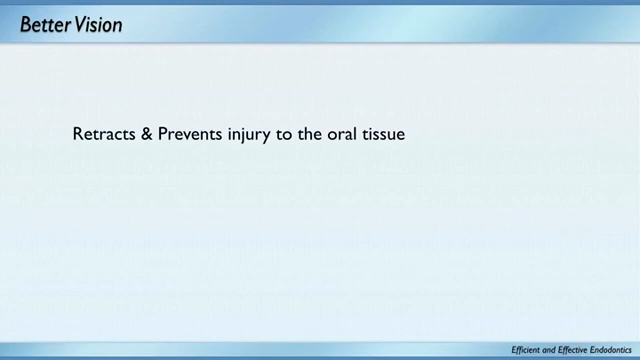 Better Vision
Retracts & Prevents injury to the oral tissue
Efficient and Effective Endodontics